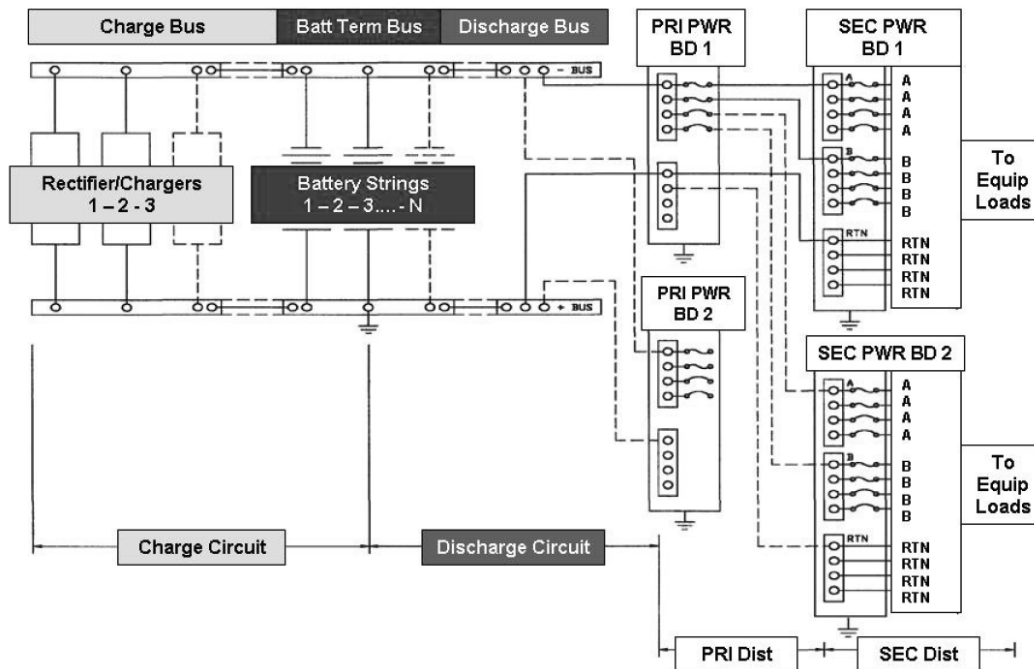 Charge Bus
Batt Term Bus
Discharge Bus
PRI PWR
BD 1
SEC PWR
BD 1
- BUS
A
A
A
A
A
B
B
B
B
B
RTN
RTN
RTN
RTN
RTN
To
Equip
Loads
Rectifier/Chargers
1 – 2 - 3
Battery Strings
1 – 2 – 3....- N
+ BUS
PRI PWR
BD 2
SEC PWR BD 2
A
A
A
A
A
B
B
B
B
B
RTN
RTN
RTN
RTN
RTN
To
Equip
Loads
Charge Circuit
Discharge Circuit
PRI Dist
SEC Dist